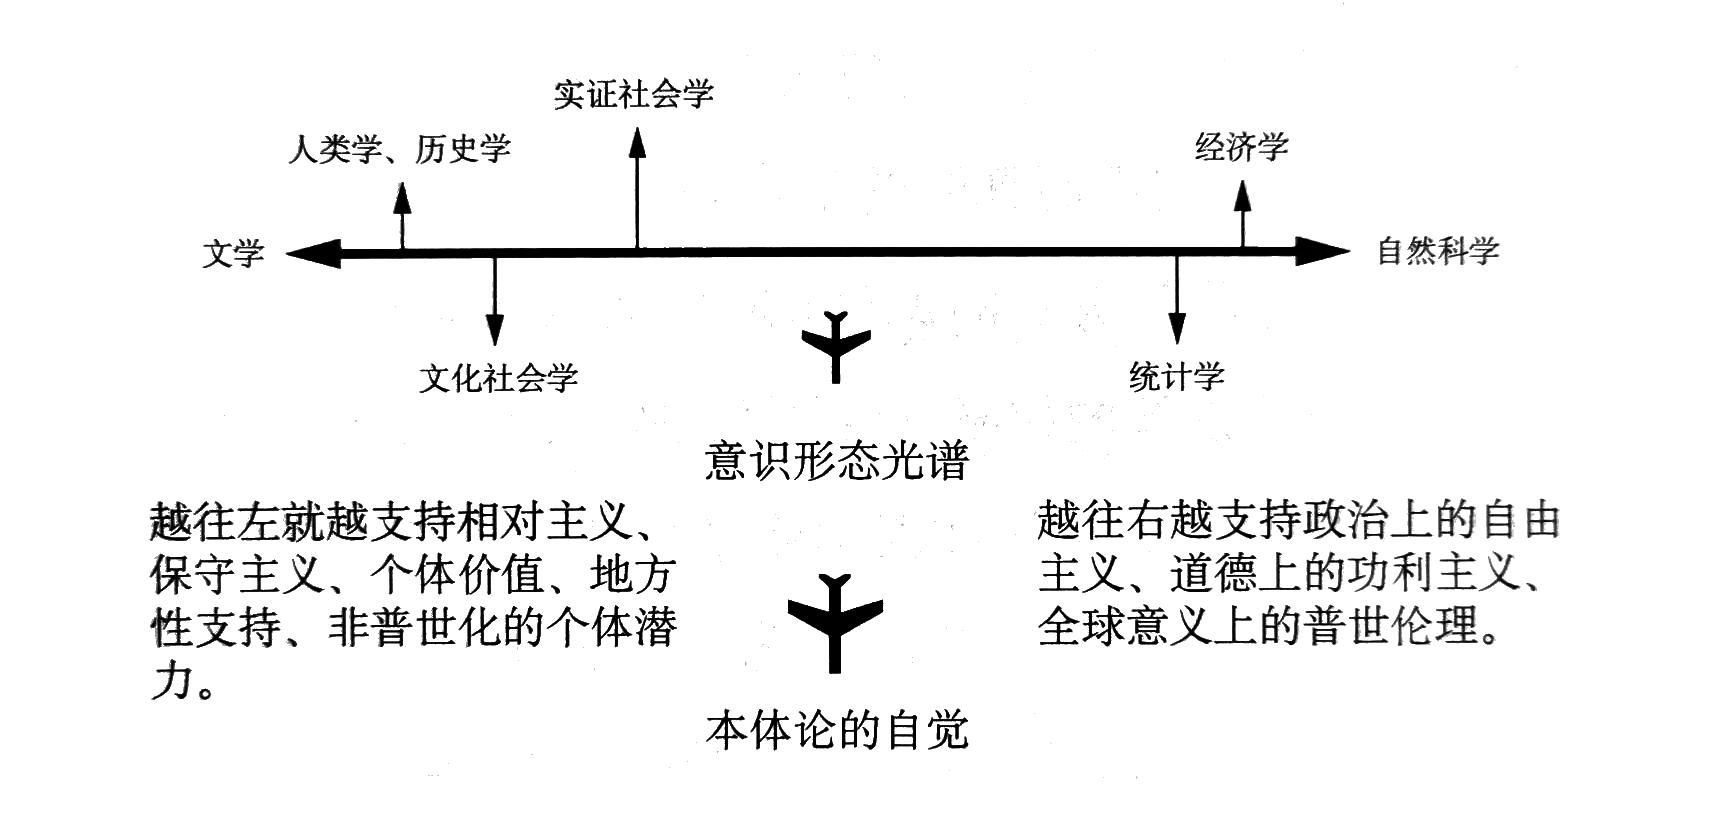 实证社会学
人类学、历史学
经济学
文学
自然科学
文化社会学
统计学
意识形态光谱
越往左就越支持相对主义、
保守主义、个体价值、地方
性支持、非普世化的个体潜
力。
越往右越支持政治上的自由
主义、道德上的功利主义、
全球意义上的普世伦理。
本体论的自觉